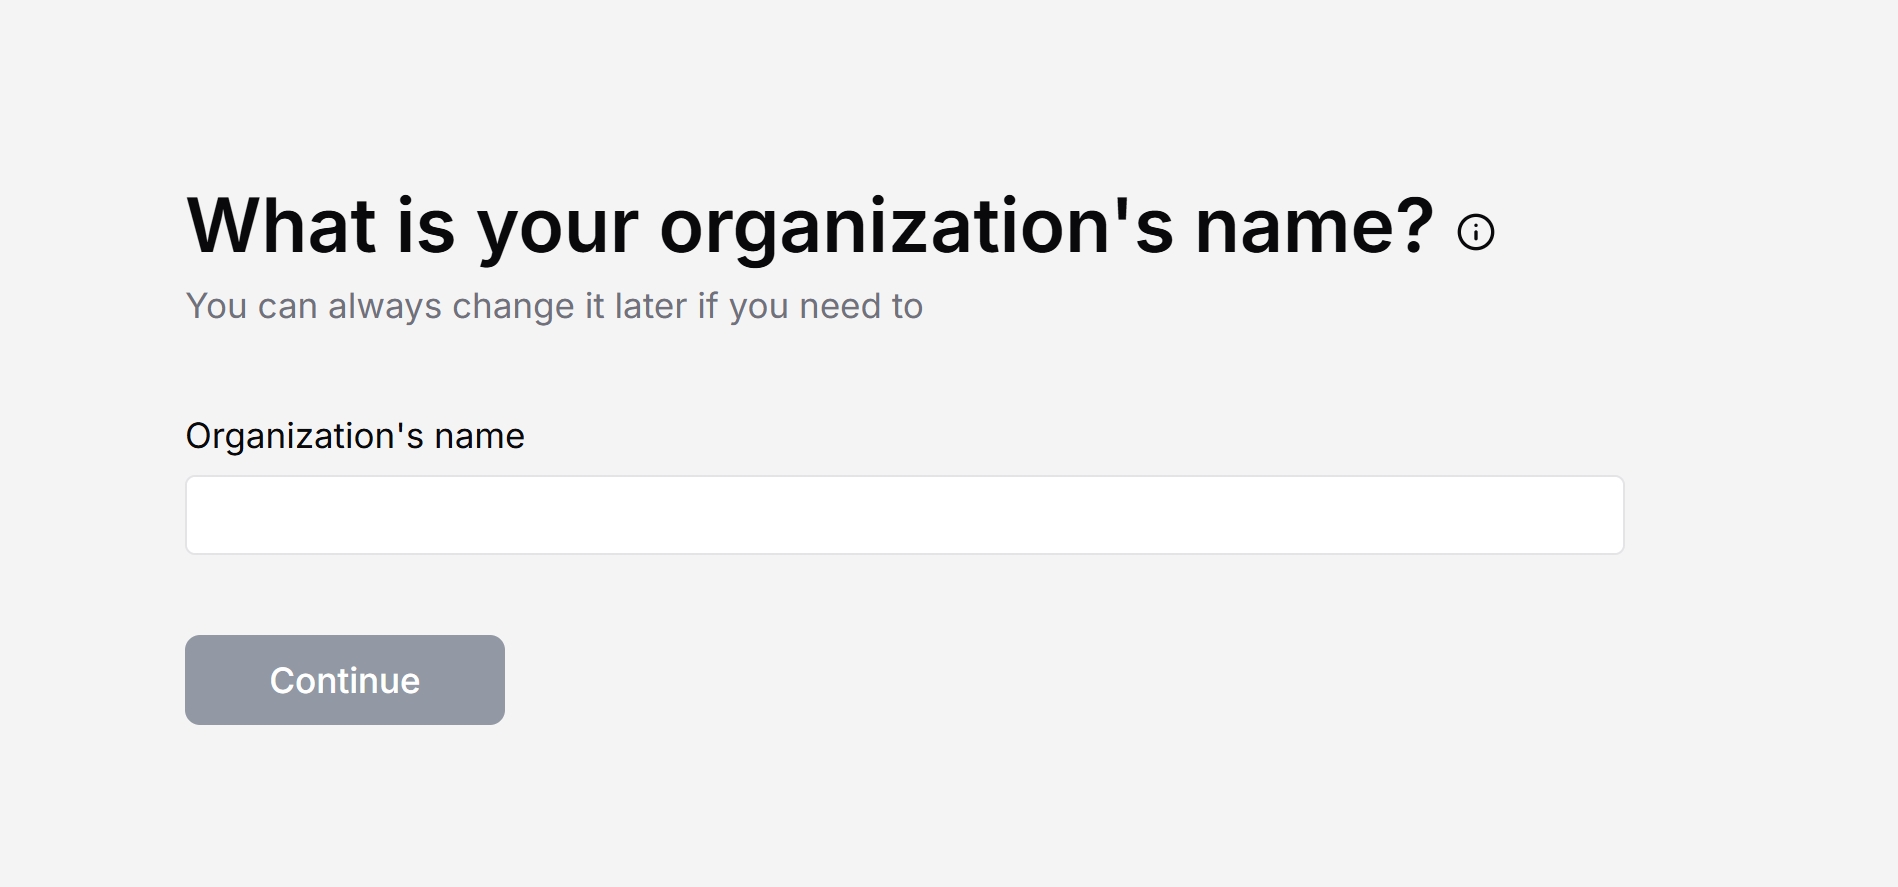 What is your organization's name?
You can always change it later if you need to
Organization's name
Continue